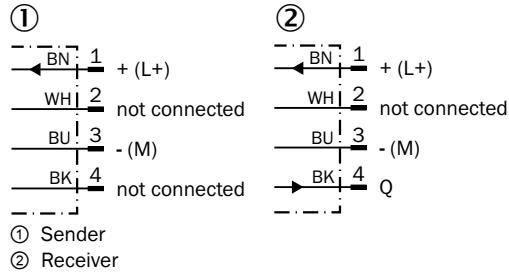 ① ②
BN 1 + (L+) BN 1 + (L+)
WH 2 not connected WH 2 not connected
BU 3 - (M) BU 3 - (M)
BK 4 not connected BK 4 Q
① Sender
② Receiver